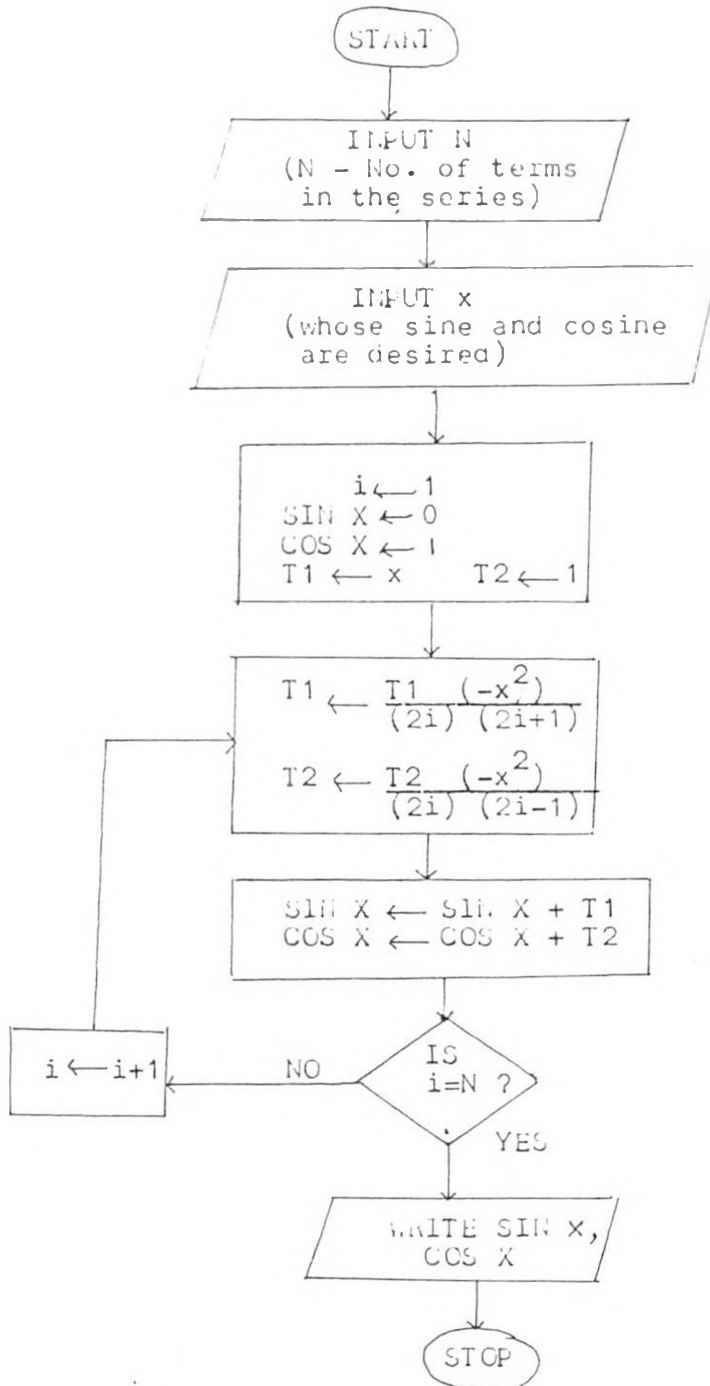 START
INPUT N
(N - No. of terms
in the series)
INPUT x
(whose sine and cosine
are desired)
i ← 1
SIN X ← 0
COS X ← 1
T1 ← x T2 ← 1
T1 ← T1 (-x²)
(2i) (2i+1)
T2 ← T2 (-x²)
(2i) (2i-1)
SIN X ← SIN X + T1
COS X ← COS X + T2
i ← i+1
NO
IS
i=N ?
YES
WRITE SIN x,
COS X
STOP